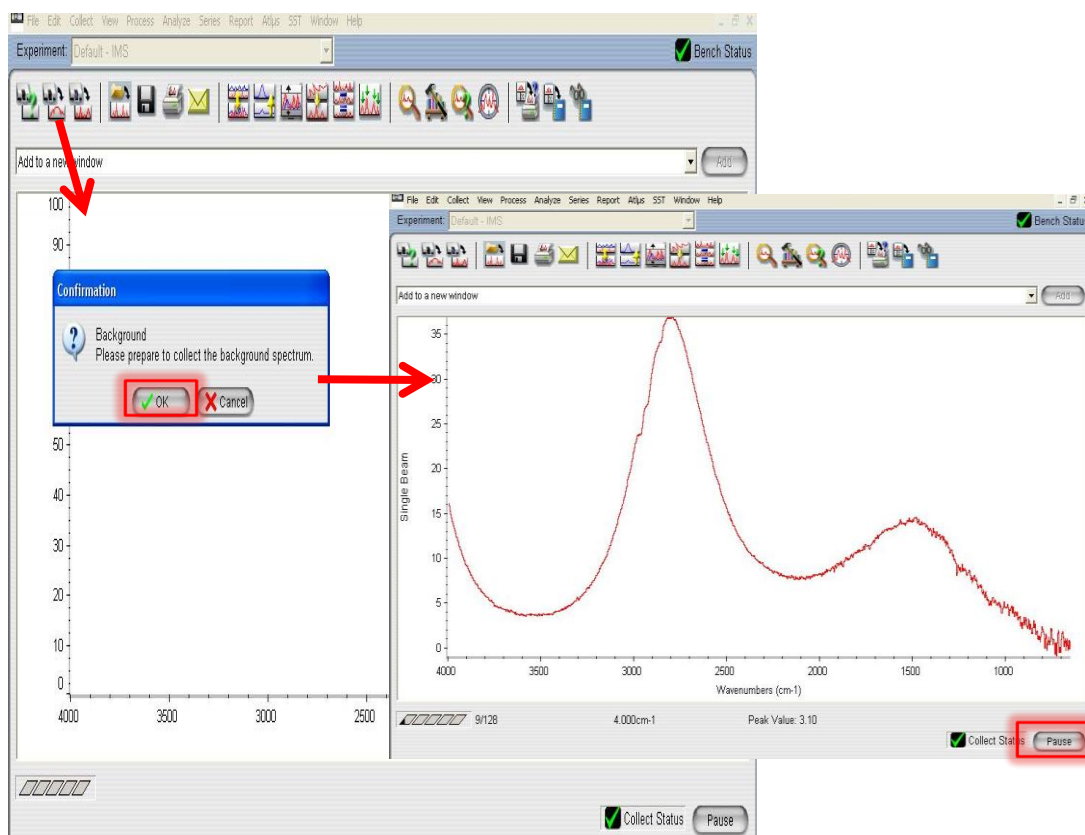 File Edit Collect View Process Analyze Series Report Atlμs SST Window Help
Experiment: Default - IMS
Bench Status
Add to a new window
Add
100
90
Confirmation
Background
Please prepare to collect the background spectrum.
OK Cancel
50
40
30
20
10
0
4000 3500 3000 2500
Collect Status Pause
File Edit Collect View Process Analyze Series Report Atlμs SST Window Help
Experiment: Default - IMS
Bench Statu
Add to a new window
Add
35
30
25
20
15
10
5
0
Single Beam
4000 3500 3000 2500 2000 1500 1000
Wavenumbers (cm-1)
9/128 4.000cm-1 Peak Value: 3.10
Collect Status Pause